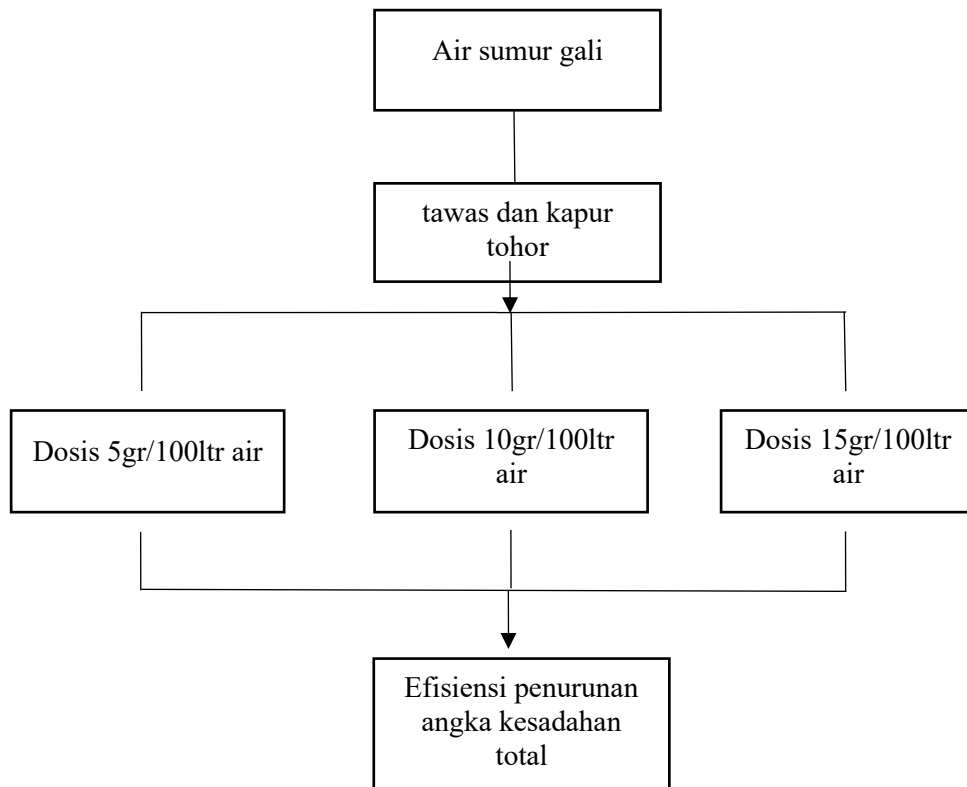 Air sumur gali
tawas dan kapur
tohor
Dosis 5gr/100ltr air
Dosis 10gr/100ltr
air
Dosis 15gr/100ltr
air
Efisiensi penurunan
angka kesadahan
total